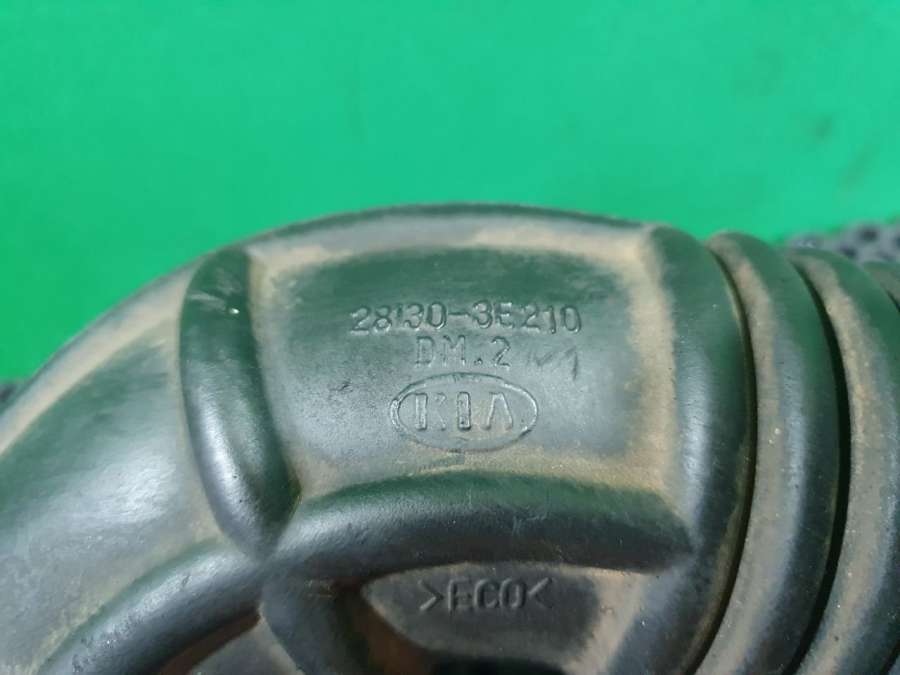 28130-3E210
DM.2
KIA
>ECO<